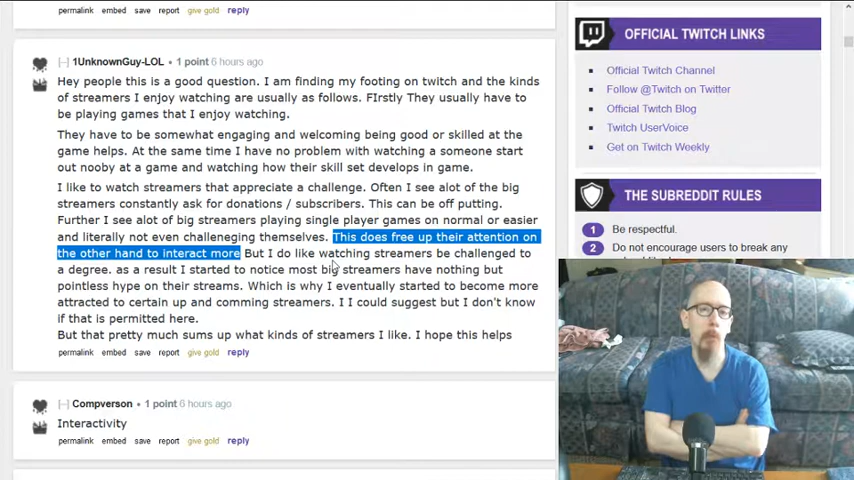 permalink embed save report give gold reply
[–] 1UnknownGuy-LOL • 1 point 6 hours ago
Hey people this is a good question. I am finding my footing on twitch and the kinds
of streamers I enjoy watching are usually as follows. FIrstly They usually have to
be playing games that I enjoy watching.
They have to be somewhat engaging and welcoming being good or skilled at the
game helps. At the same time I have no problem with watching a someone start
out nooby at a game and watching how their skill set develops in game.
I like to watch streamers that appreciate a challenge. Often I see alot of the big
streamers constantly ask for donations / subscribers. This can be off putting.
Further I see alot of big streamers playing single player games on normal or easier
and literally not even challeneging themselves. This does free up their attention on
the other hand to interact more But I do like watching streamers be challenged to
a degree. as a result I started to notice most big streamers have nothing but
pointless hype on their streams. Which is why I eventually started to become more
attracted to certain up and comming streamers. I I could suggest but I don't know
if that is permitted here.
But that pretty much sums up what kinds of streamers I like. I hope this helps
permalink embed save report give gold reply
[–] Compverson • 1 point 6 hours ago
Interactivity
permalink embed save report give gold reply
OFFICIAL TWITCH LINKS
Official Twitch Channel
Follow @Twitch on Twitter
Official Twitch Blog
Twitch UserVoice
Get on Twitch Weekly
THE SUBREDDIT RULES
1 Be respectful.
2 Do not encourage users to break any